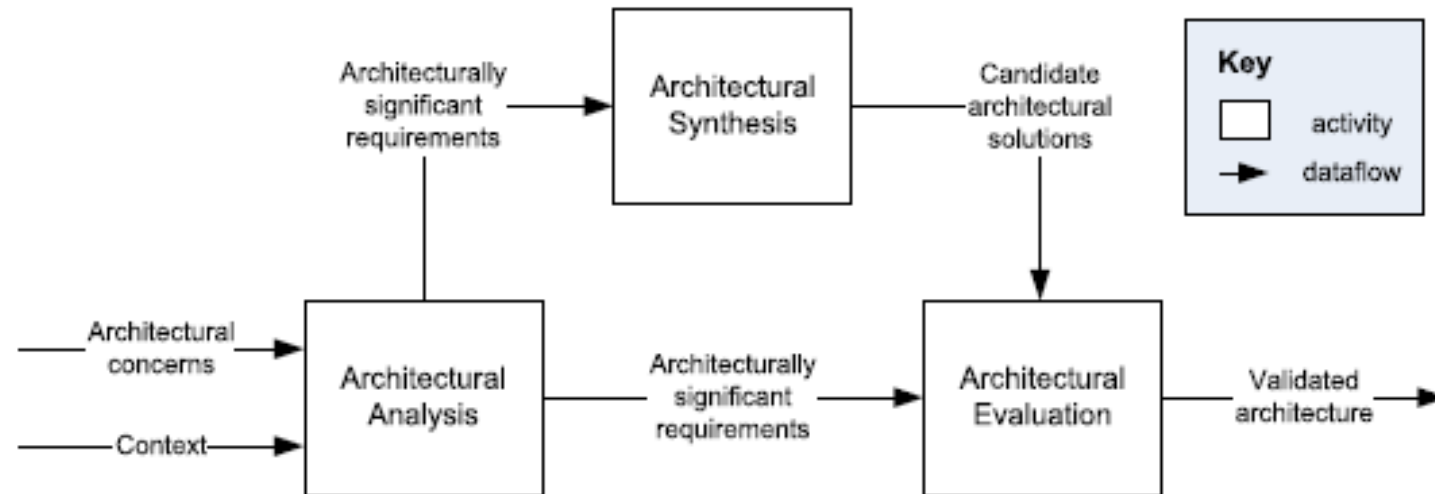 Architecturally
significant
requirements
Architectural
Synthesis
Candidate
architectural
solutions
Key
activity
dataflow
Architectural
concerns
Context
Architectural
Analysis
Architecturally
significant
requirements
Architectural
Evaluation
Validated
architecture